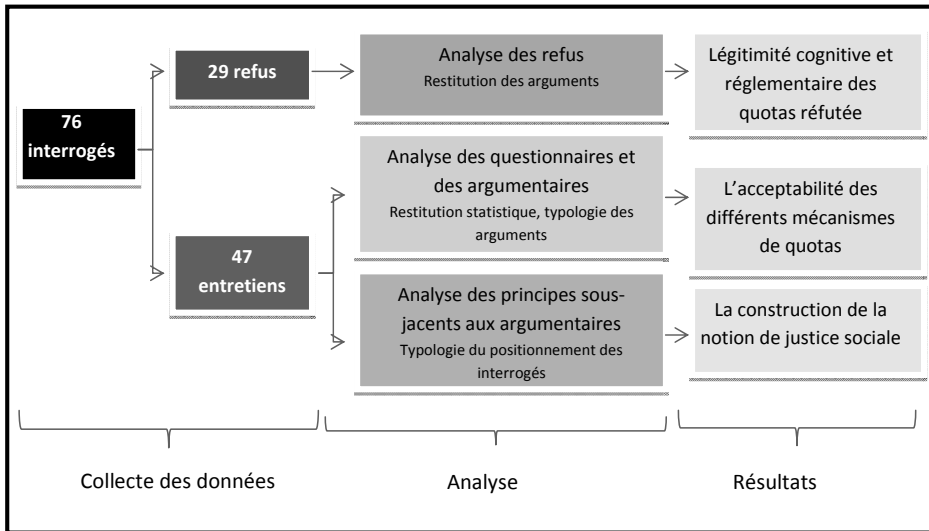 76
interrogés
29 refus
47
entretiens
Analyse des refus
Restitution des arguments
Analyse des questionnaires et
des argumentaires
Restitution statistique, typologie des
arguments
Analyse des principes sous-
jacents aux argumentaires
Typologie du positionnement des
interrogés
Légitimité cognitive et
réglementaire des
quotas réfutée
L'acceptabilité des
différents mécanismes
de quotas
La construction de la
notion de justice sociale
Collecte des données
Analyse
Résultats